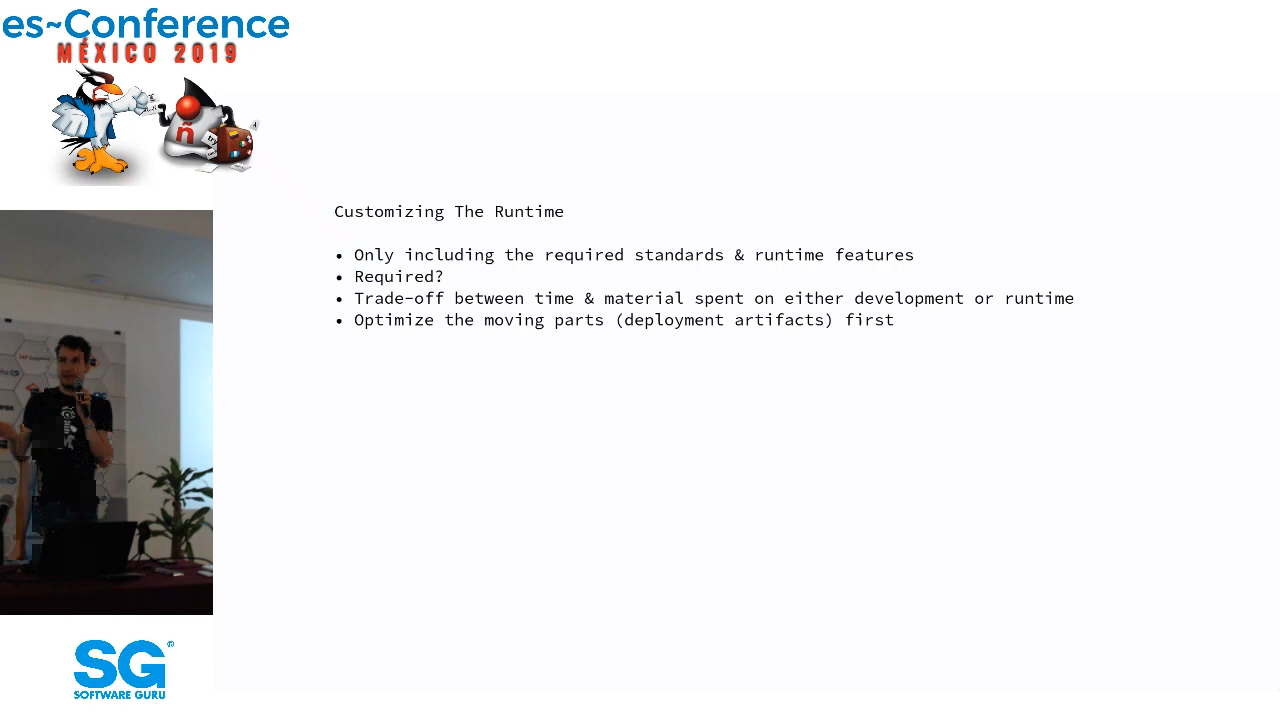 es~Conference
MÉXICO 2019
ñ
try
Customizing The Runtime
• Only including the required standards & runtime features
• Required?
• Trade-off between time & material spent on either development or runtime
• Optimize the moving parts (deployment artifacts) first
SG®
SOFTWARE GURU